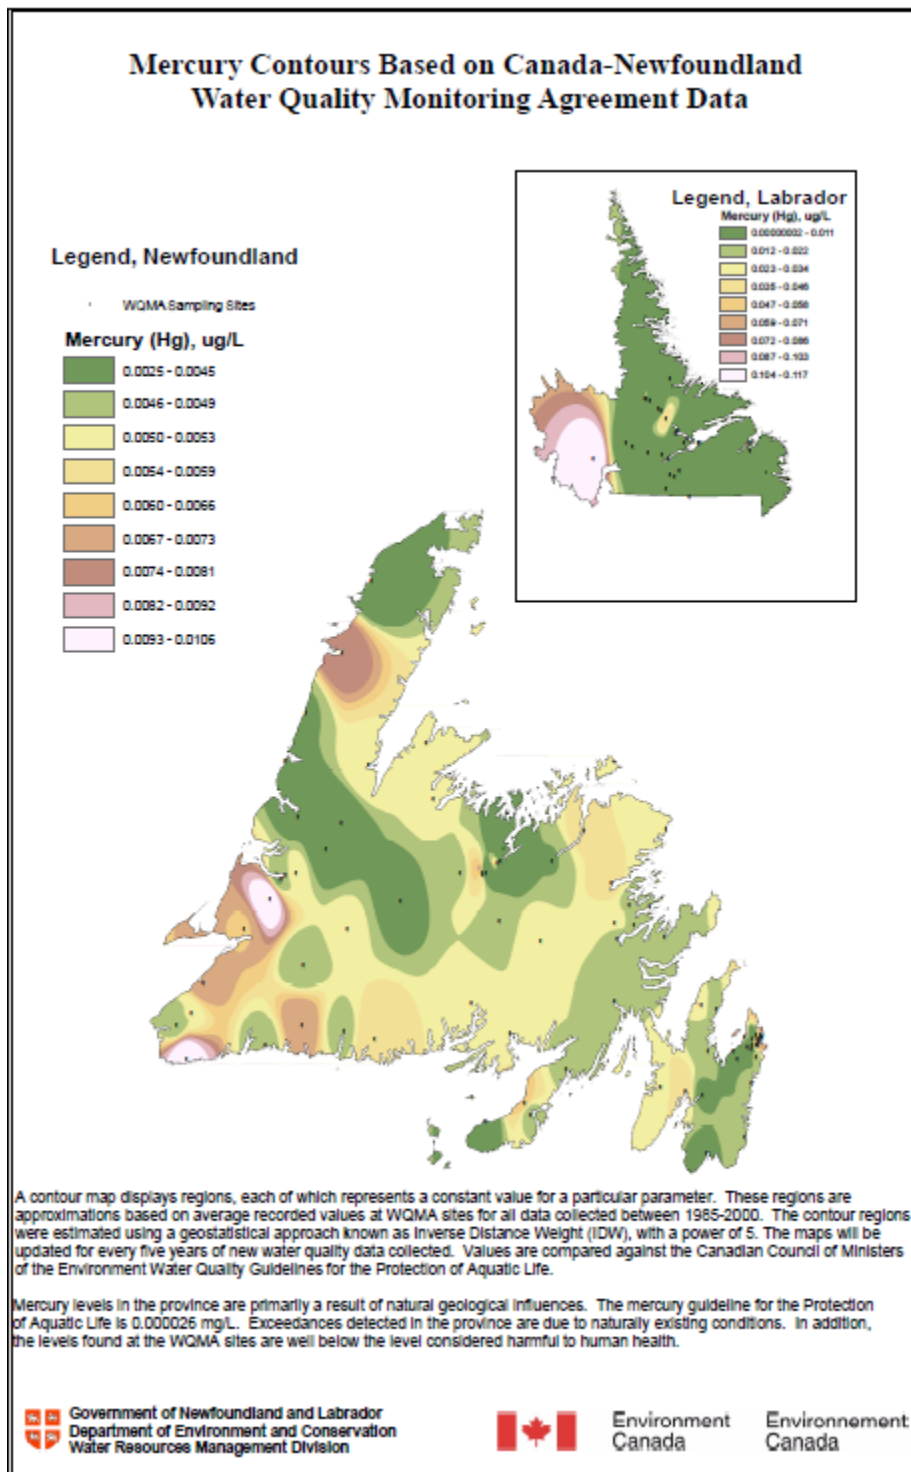 Mercury Contours Based on Canada-Newfoundland
Water Quality Monitoring Agreement Data
Legend, Labrador
Mercury (Hg), ug/L
0.00000002 - 0.011
0.012 - 0.022
0.023 - 0.034
0.035 - 0.046
0.047 - 0.058
0.059 - 0.071
0.072 - 0.086
0.087 - 0.103
0.104 - 0.117
Legend, Newfoundland
WQMA Sampling Sites
Mercury (Hg), ug/L
0.0025 - 0.0045
0.0046 - 0.0049
0.0050 - 0.0053
0.0054 - 0.0059
0.0060 - 0.0066
0.0067 - 0.0073
0.0074 - 0.0081
0.0082 - 0.0092
0.0093 - 0.0106
A contour map displays regions, each of which represents a constant value for a particular parameter. These regions are
approximations based on average recorded values at WQMA sites for all data collected between 1985-2000. The contour regions
were estimated using a geostatistical approach known as Inverse Distance Weight (IDW), with a power of 5. The maps will be
updated for every five years of new water quality data collected. Values are compared against the Canadian Council of Ministers
of the Environment Water Quality Guidelines for the Protection of Aquatic Life.
Mercury levels in the province are primarily a result of natural geological influences. The mercury guideline for the Protection
of Aquatic Life is 0.000026 mg/L. Exceedances detected in the province are due to naturally existing conditions. In addition,
the levels found at the WQMA sites are well below the level considered harmful to human health.
Government of Newfoundland and Labrador
Department of Environment and Conservation
Water Resources Management Division
Environment
Canada
Environnement
Canada